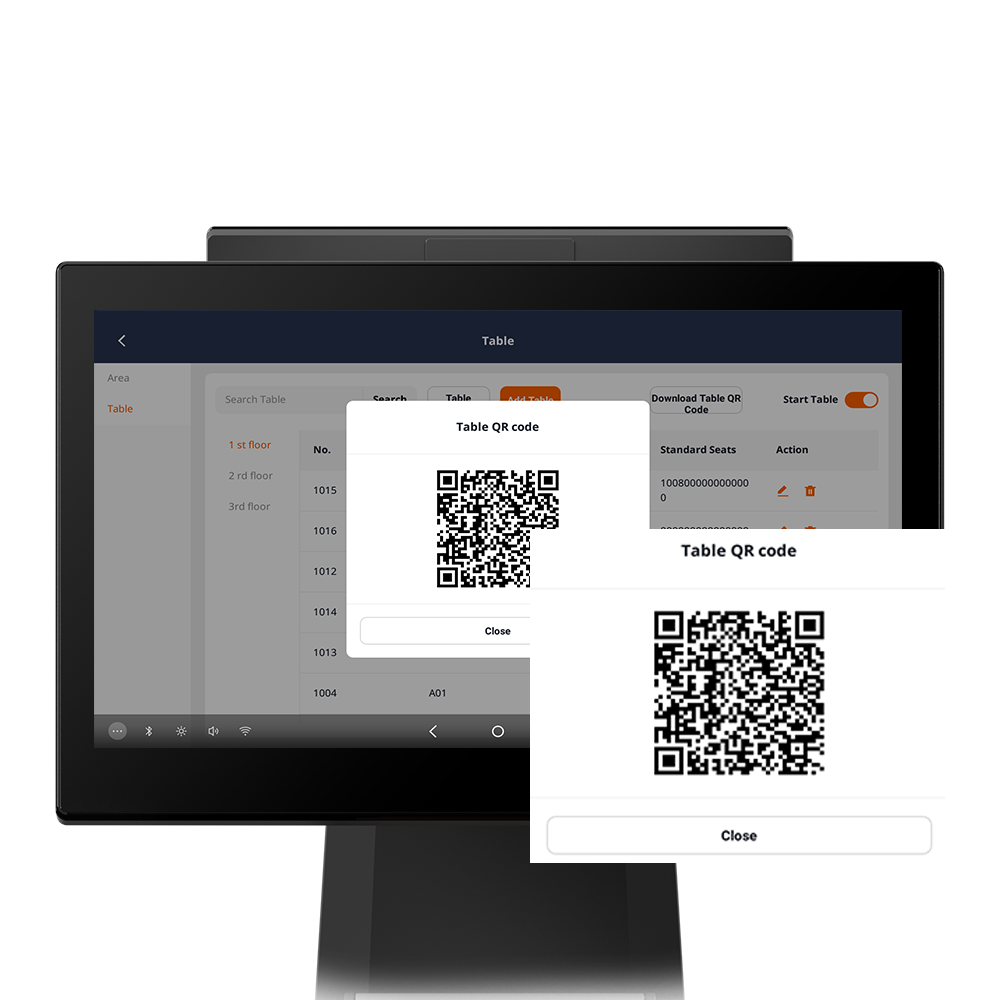 Table
Area
Table
Search Table
Search
Table
Add Table
Download Table QR
Code
Start Table
1 st floor
2 rd floor
3rd floor
No.
Standard Seats
Action
1015
100800000000000
0
1016
1012
1014
1013
1004
A01
Table QR code
Close
Table QR code
Close